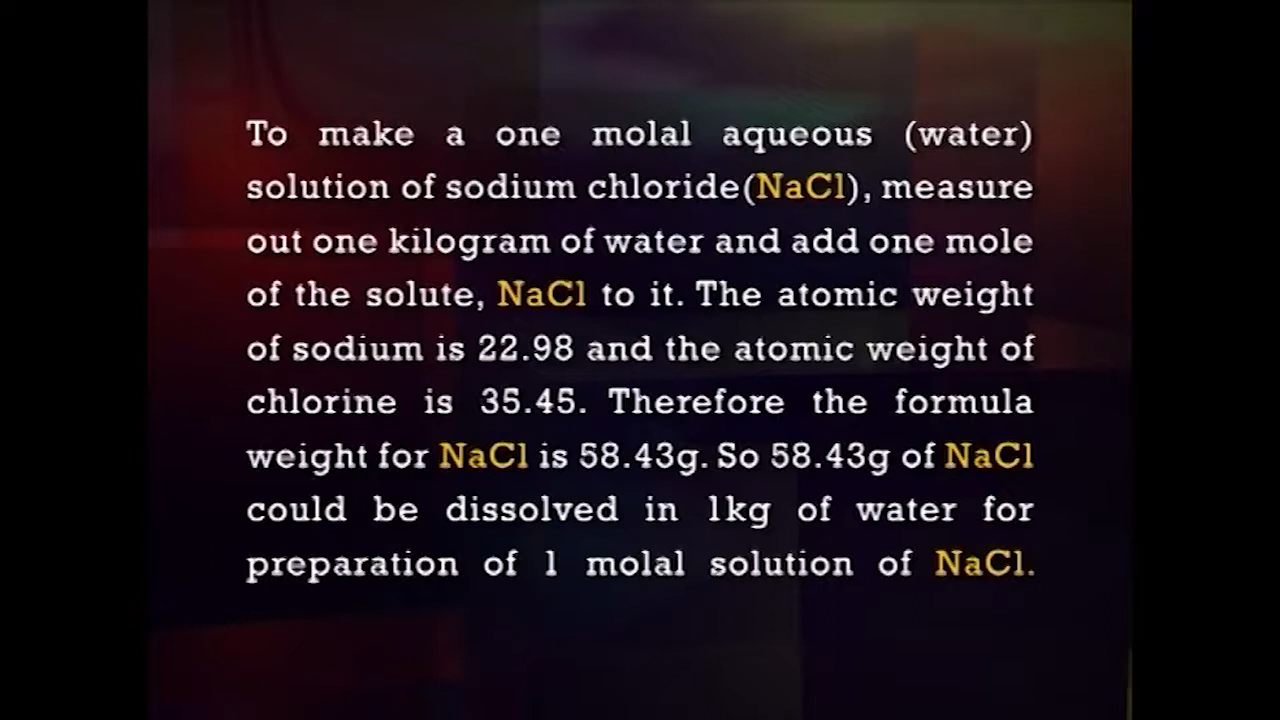 To make a one molal aqueous (water)
solution of sodium chloride(NaCl), measure
out one kilogram of water and add one mole
of the solute, NaCl to it. The atomic weight
of sodium is 22.98 and the atomic weight of
chlorine is 35.45. Therefore the formula
weight for NaCl is 58.43g. So 58.43g of NaCl
could be dissolved in 1kg of water for
preparation of 1 molal solution of NaCl.